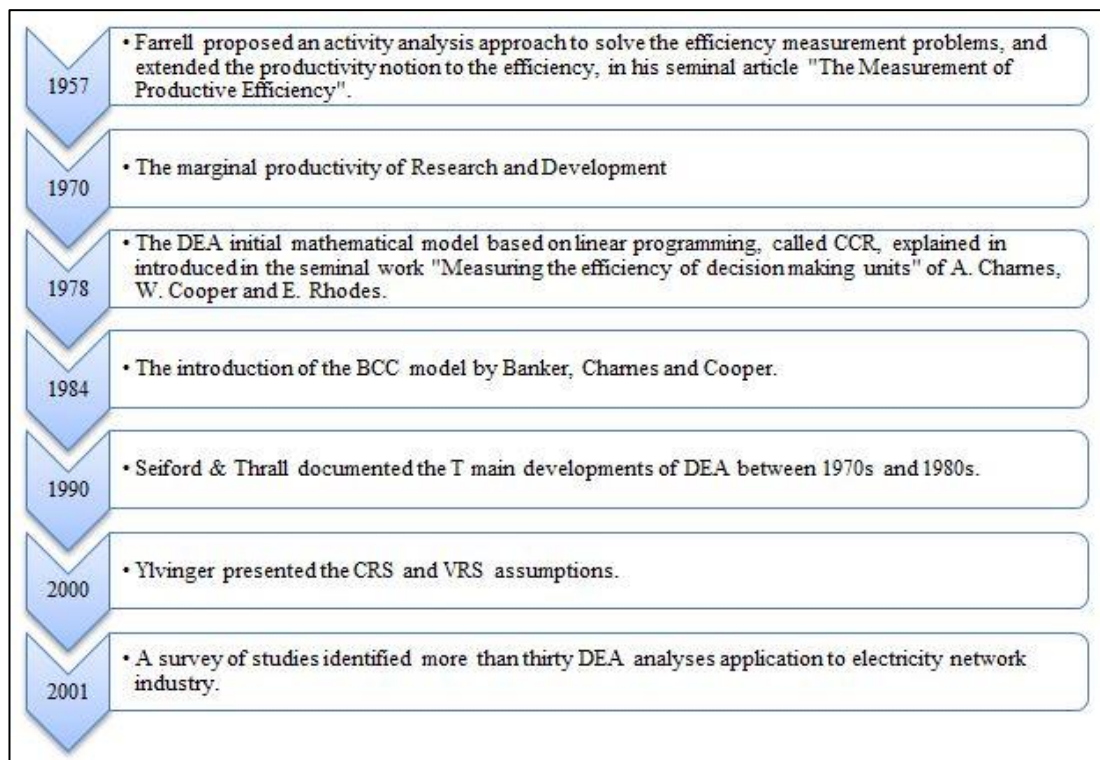 1957
• Farrell proposed an activity analysis approach to solve the efficiency measurement problems, and
extended the productivity notion to the efficiency, in his seminal article "The Measurement of
Productive Efficiency".
1970
• The marginal productivity of Research and Development
1978
• The DEA initial mathematical model based on linear programming, called CCR, explained in
introduced in the seminal work "Measuring the efficiency of decision making units" of A. Charnes,
W. Cooper and E. Rhodes.
1984
• The introduction of the BCC model by Banker, Charnes and Cooper.
1990
• Seiford & Thrall documented the T main developments of DEA between 1970s and 1980s.
2000
• Ylvinger presented the CRS and VRS assumptions.
2001
• A survey of studies identified more than thirty DEA analyses application to electricity network
industry.